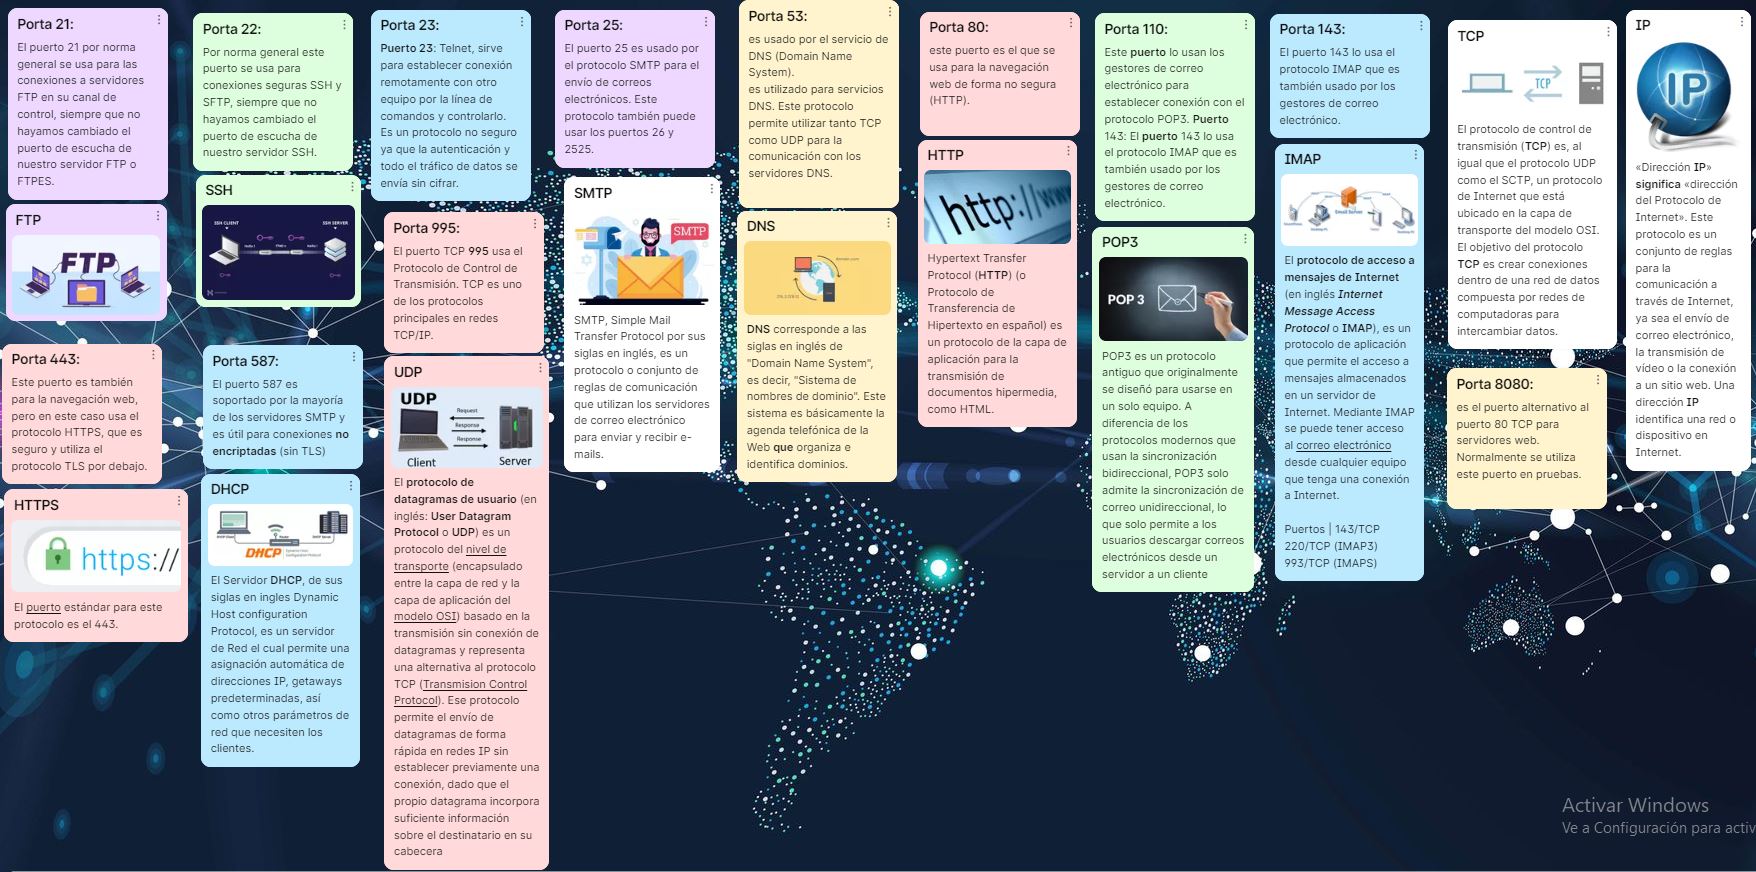 Porta 21:
El puerto 21 por norma
general se usa para las
conexiones a servidores
FTP en su canal de
control, siempre que no
hayamos cambiado el
puerto de escucha de
nuestro servidor FTP o
FTPES.
FTP
FTP
Porta 443:
Este puerto es también
para la navegación web,
pero en este caso usa el
protocolo HTTPS, que es
seguro y utiliza el
protocolo TLS por debajo.
HTTPS
https://
El puerto estándar para este
protocolo es el 443.
Porta 22:
Por norma general este
puerto se usa para
conexiones seguras SSH y
SFTP, siempre que no
hayamos cambiado el
puerto de escucha de
nuestro servidor SSH.
SSH
SSH CLIENT
SSH SERVER
Porta 587:
El puerto 587 es
soportado por la mayoría
de los servidores SMTP y
es útil para conexiones no
encriptadas (sin TLS)
DHCP
DHCP
El Servidor DHCP, de sus
siglas en ingles Dynamic
Host configuration
Protocol, es un servidor
de Red el cual permite una
asignación automática de
direcciones IP, getaways
predeterminadas, así
como otros parámetros de
red que necesiten los
clientes.
Porta 23:
Puerto 23: Telnet, sirve
para establecer conexión
remotamente con otro
equipo por la línea de
comandos y controlarlo.
Es un protocolo no seguro
ya que la autenticación y
todo el tráfico de datos se
envía sin cifrar.
Porta 995:
El puerto TCP 995 usa el
Protocolo de Control de
Transmisión. TCP es uno
de los protocolos
principales en redes
TCP/IP.
UDP
UDP
Request
Response
Response
Client
Server
El protocolo de
datagramas de usuario (en
inglés: User Datagram
Protocol o UDP) es un
protocolo del nivel de
transporte (encapsulado
entre la capa de red y la
capa de aplicación del
modelo OSI) basado en la
transmisión sin conexión de
datagramas y representa
una alternativa al protocolo
TCP (Transmision Control
Protocol). Ese protocolo
permite el envío de
datagramas de forma
rápida en redes IP sin
establecer previamente una
conexión, dado que el
propio datagrama incorpora
suficiente información
sobre el destinatario en su
cabecera
Porta 25:
El puerto 25 es usado por
el protocolo SMTP para el
envío de correos
electrónicos. Este
protocolo también puede
usar los puertos 26 y
2525.
SMTP
SMTP
SMTP, Simple Mail
Transfer Protocol por sus
siglas en inglés, es un
protocolo o conjunto de
reglas de comunicación
que utilizan los servidores
de correo electrónico
para enviar y recibir e-
mails.
Porta 53:
es usado por el servicio de
DNS (Domain Name
System).
es utilizado para servicios
DNS. Este protocolo
permite utilizar tanto TCP
como UDP para la
comunicación con los
servidores DNS.
DNS
DNS corresponde a las
siglas en inglés de
"Domain Name System",
es decir, "Sistema de
nombres de dominio". Este
sistema es básicamente la
agenda telefónica de la
Web que organiza e
identifica dominios.
Porta 80:
este puerto es el que se
usa para la navegación
web de forma no segura
(HTTP).
HTTP
http://www
Hypertext Transfer
Protocol (HTTP) (o
Protocolo de
Transferencia de
Hipertexto en español) es
un protocolo de la capa de
aplicación para la
transmisión de
documentos hipermedia,
como HTML.
Porta 110:
Este puerto lo usan los
gestores de correo
electrónico para
establecer conexión con el
protocolo POP3. Puerto
143: El puerto 143 lo usa
el protocolo IMAP que es
también usado por los
gestores de correo
electrónico.
POP3
POP 3
POP3 es un protocolo
antiguo que originalmente
se diseñó para usarse en
un solo equipo. A
diferencia de los
protocolos modernos que
usan la sincronización
bidireccional, POP3 solo
admite la sincronización de
correo unidireccional, lo
que solo permite a los
usuarios descargar correos
electrónicos desde un
servidor a un cliente
Porta 143:
El puerto 143 lo usa el
protocolo IMAP que es
también usado por los
gestores de correo
electrónico.
IMAP
Email Server
El protocolo de acceso a
mensajes de Internet
(en inglés Internet
Message Access
Protocol o IMAP), es un
protocolo de aplicación
que permite el acceso a
mensajes almacenados
en un servidor de
Internet. Mediante IMAP
se puede tener acceso
al correo electrónico
desde cualquier equipo
que tenga una conexión
a Internet.
Puertos | 143/TCP
220/TCP (IMAP3)
993/TCP (IMAPS)
TCP
TCP
El protocolo de control de
transmisión (TCP) es, al
igual que el protocolo UDP
como el SCTP, un protocolo
de Internet que está
ubicado en la capa de
transporte del modelo OSI.
El objetivo del protocolo
TCP es crear conexiones
dentro de una red de datos
compuesta por redes de
computadoras para
intercambiar datos.
Porta 8080:
es el puerto alternativo al
puerto 80 TCP para
servidores web.
Normalmente se utiliza
este puerto en pruebas.
IP
IP
«Dirección IP»
significa «dirección
del Protocolo de
Internet». Este
protocolo es un
conjunto de reglas
para la
comunicación a
través de Internet,
ya sea el envío de
correo electrónico,
la transmisión de
vídeo o la conexión
a un sitio web. Una
dirección IP
identifica una red o
dispositivo en
Internet.
Activar Windows
Ve a Configuración para activ